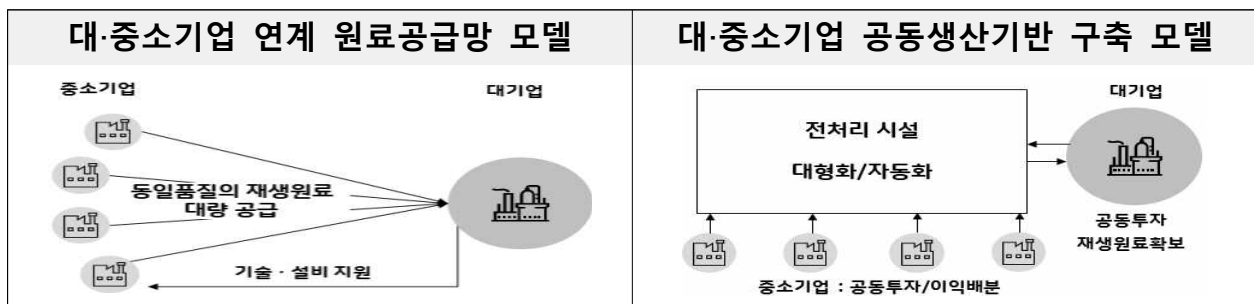 대·중소기업 연계 원료공급망 모델
중소기업
대기업
동일품질의 재생원료
대량 공급
기술·설비 지원
대·중소기업 공동생산기반 구축 모델
대기업
전처리 시설
대형화/자동화
공동투자
재생원료확보
중소기업 : 공동투자/이익배분